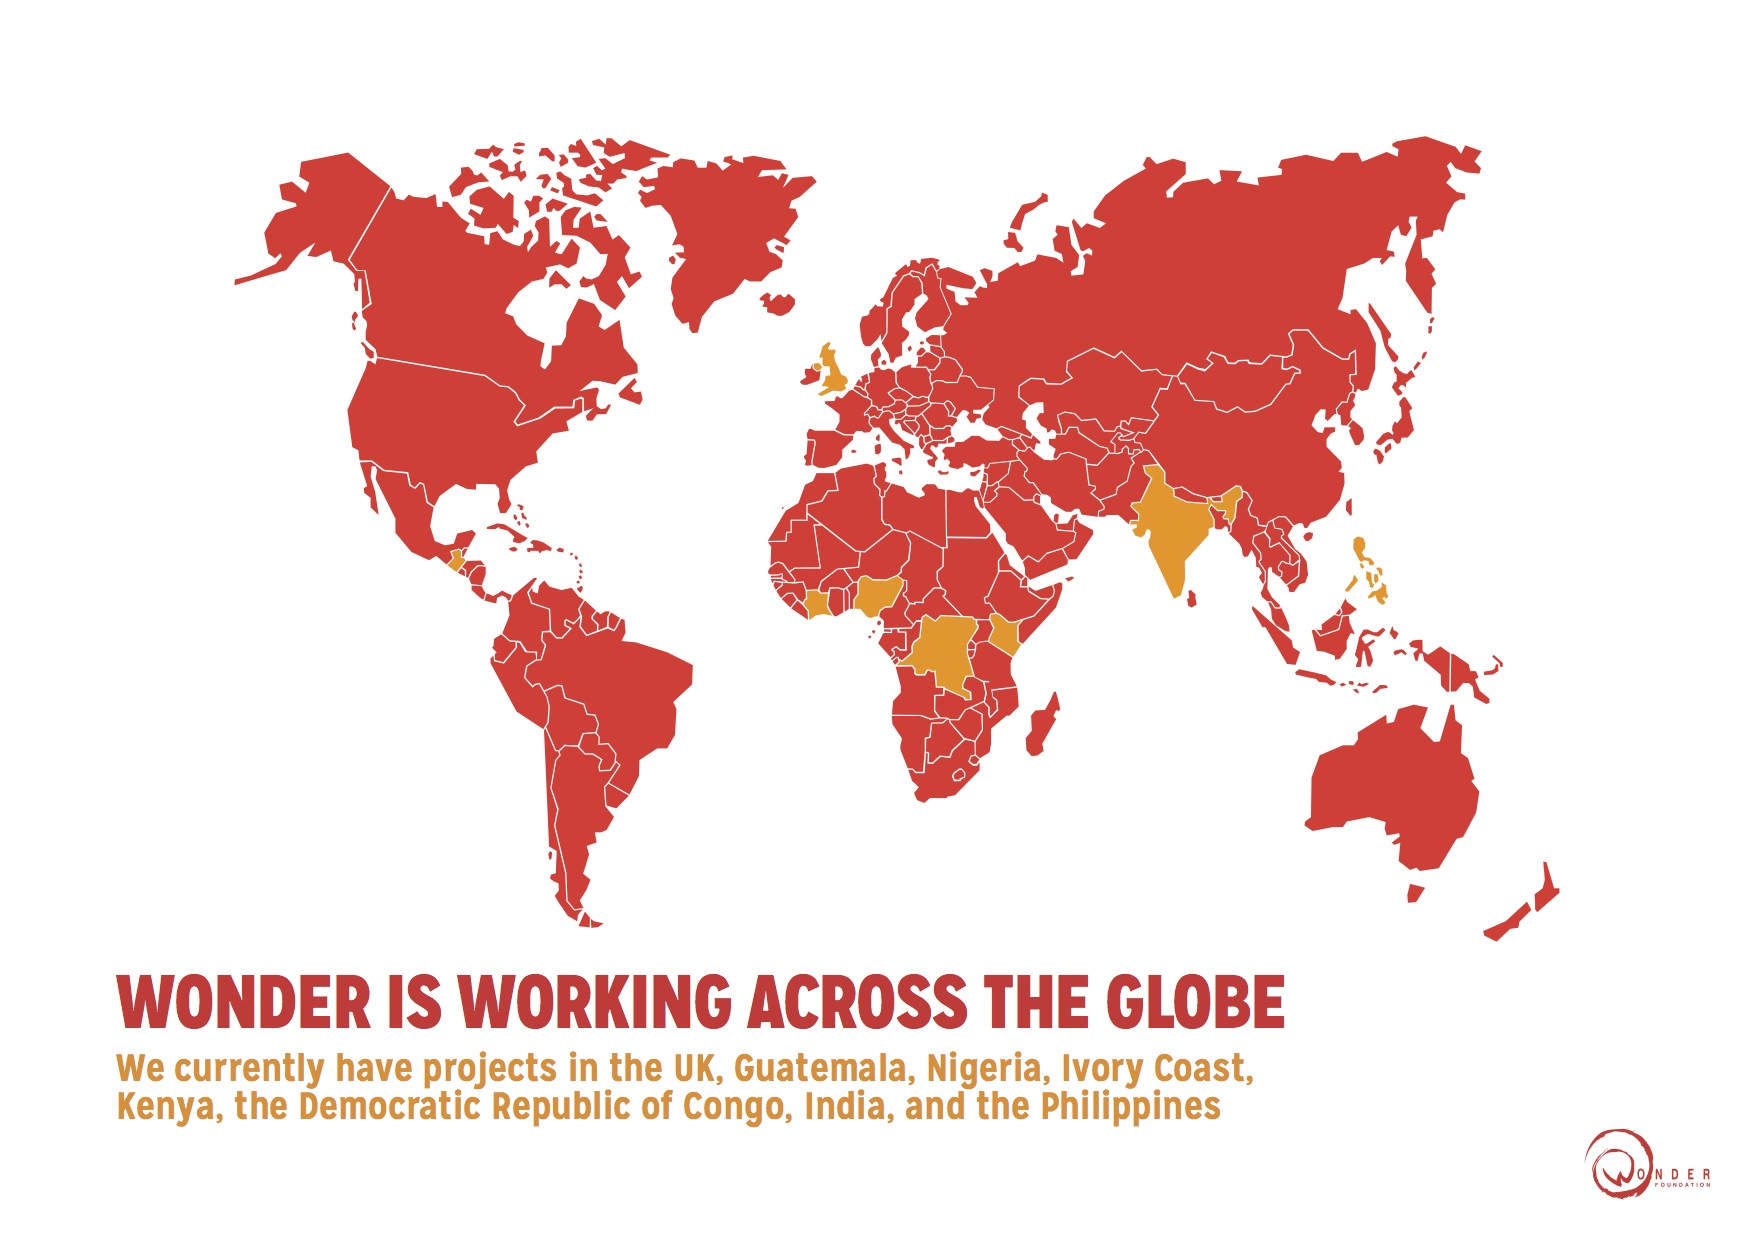 WONDER IS WORKING ACROSS THE GLOBE
We currently have projects in the UK, Guatemala, Nigeria, Ivory Coast,
Kenya, the Democratic Republic of Congo, India, and the Philippines
WONDER
FOUNDATION